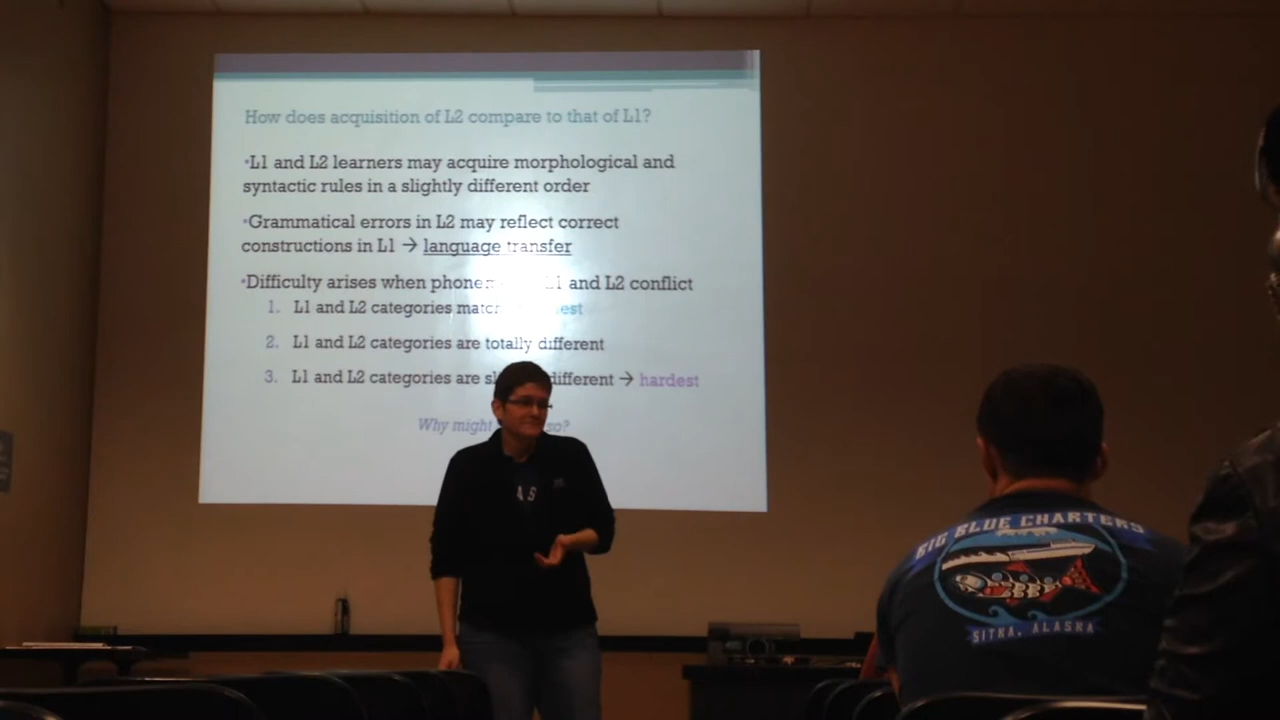 How does acquisition of L2 compare to that of L1?
•L1 and L2 learners may acquire morphological and
syntactic rules in a slightly different order
•Grammatical errors in L2 may reflect correct
constructions in L1 → language transfer
•Difficulty arises when L1 and L2 conflict
1. L1 and L2 categories
2. L1 and L2 categories are totally different
3. L1 and L2 categories are different → hardest
Why might so?
BIG BLUE CHARTERS
SITKA, ALASKA